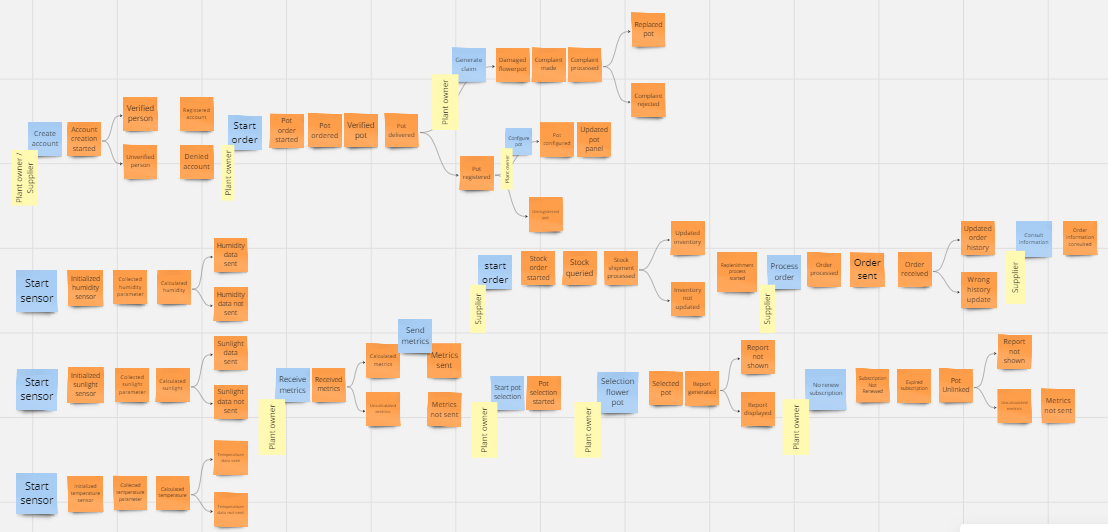 Replaced
pot
Generate
claim
Damaged
flowerpot
Complaint
made
Complaint
processed
Complaint
rejected
Plant owner
Create
account
Account
creation
started
Verified
person
Unverified
person
Registered
account
Denied
account
Plant owner /
Supplier
Start
order
Plant owner
Pot
order
started
Pot
ordered
Verified
pot
Pot
delivered
Pot
registered
Plant owner
Configure
pot
Pot
configured
Updated
pot
panel
Unregistered
pot
Start
sensor
Initialized
humidity
sensor
Collected
humidity
parameter
Calculated
humidity
Humidity
data
sent
Humidity
data not
sent
start
order
Supplier
Stock
order
started
Stock
queried
Stock
shipment
processed
Updated
inventory
Inventory
not
updated
Replenishment
process
started
Process
order
Supplier
Order
processed
Order
sent
Order
received
Updated
order
history
Wrong
history
update
Consult
information
Supplier
Order
information
consulted
Start
sensor
Initialized
sunlight
sensor
Collected
sunlight
parameter
Calculated
sunlight
Sunlight
data
sent
Sunlight
data not
sent
Receive
metrics
Plant owner
Received
metrics
Calculated
metrics
Uncalculated
metrics
Send
metrics
Metrics
sent
Metrics
not sent
Start pot
selection
Plant owner
Pot
selection
started
Selection
flower
pot
Plant owner
Selected
pot
Report
generated
Report
not
shown
Report
displayed
No renew
subscription
Plant owner
Subscription
Not
Renewed
Expired
subscription
Pot
Unlinked
Report
not
shown
Uncalculated
metrics
Metrics
not sent
Start
sensor
Initialized
temperature
sensor
Collected
temperature
parameter
Calculated
temperature
Temperature
data sent
Temperature
data not sent